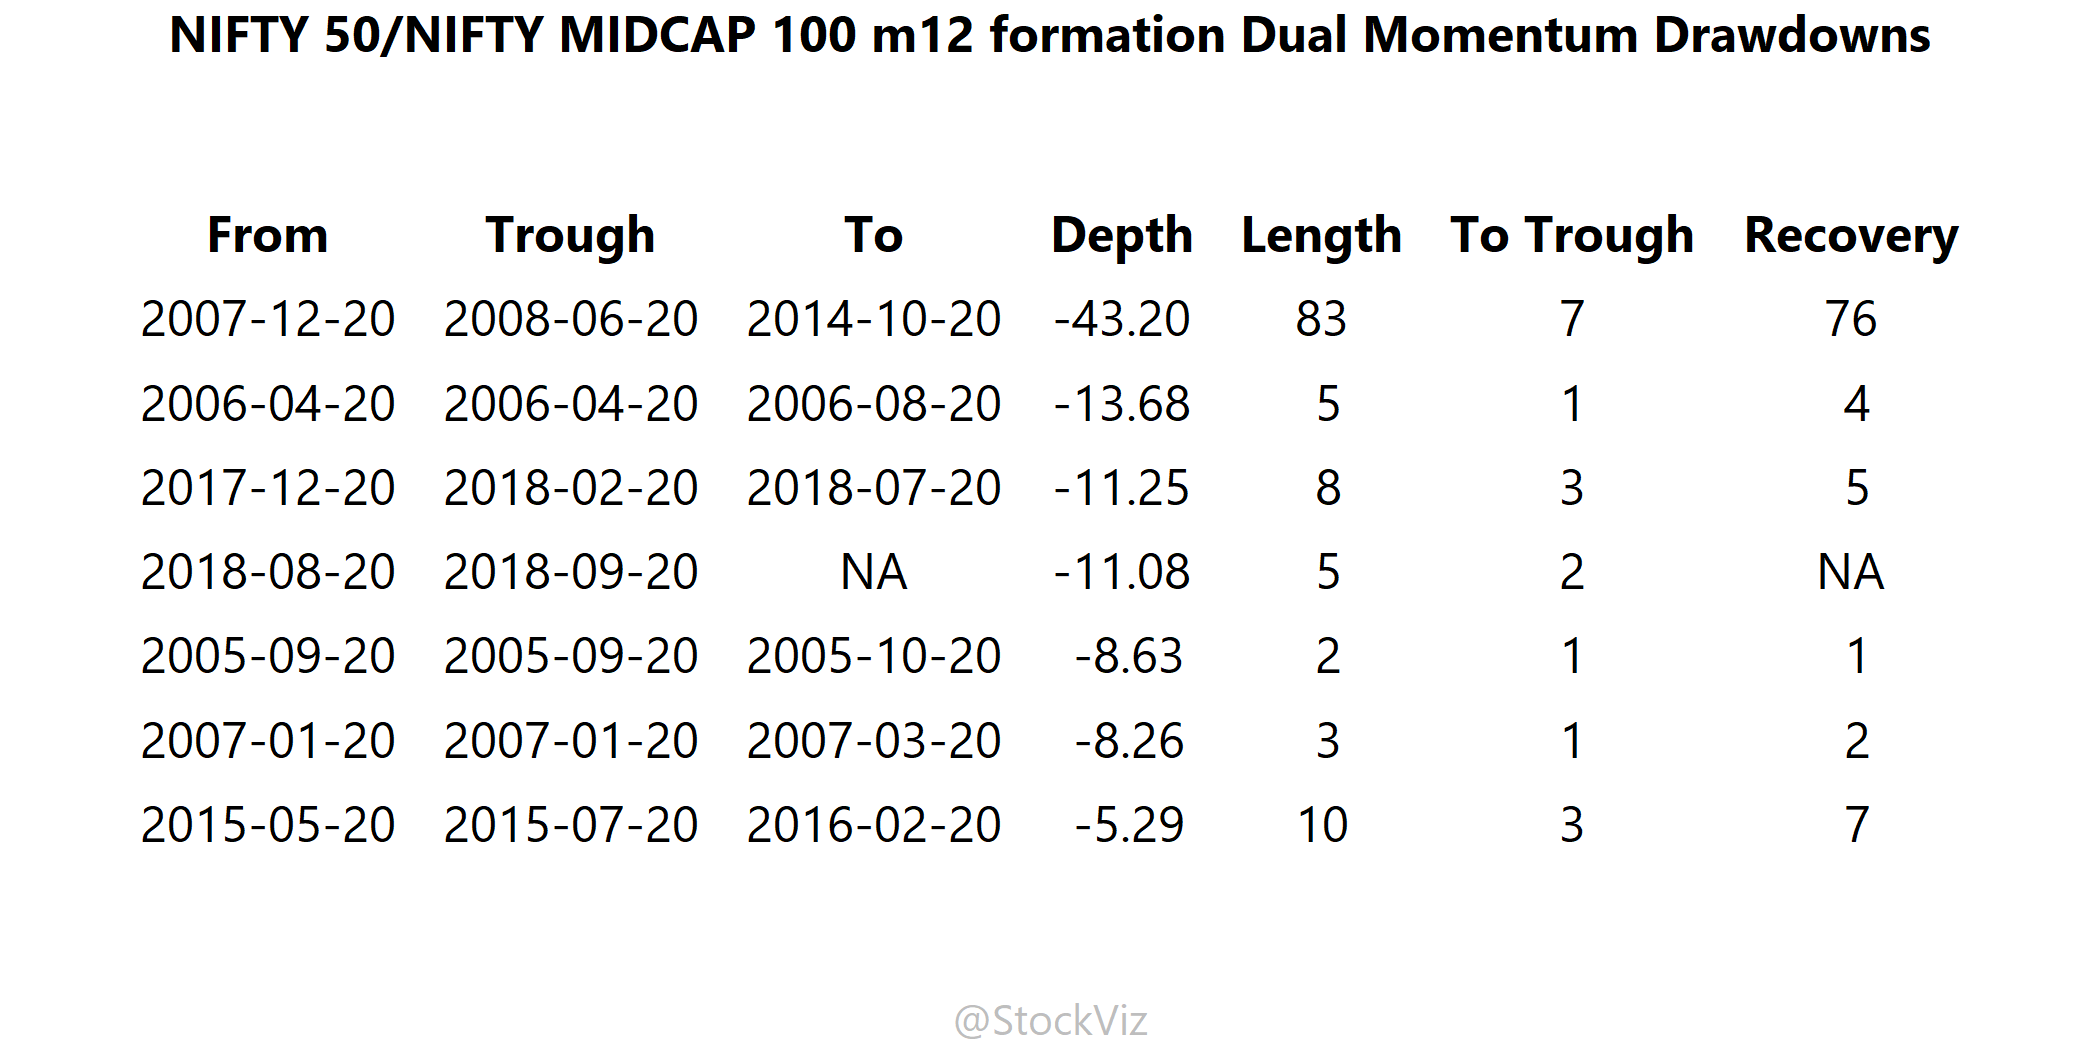 NIFTY 50/NIFTY MIDCAP 100 m12 formation Dual Momentum Drawdowns
From Trough To Depth Length To Trough Recovery
2007-12-20 2008-06-20 2014-10-20 -43.20 83 7 76
2006-04-20 2006-04-20 2006-08-20 -13.68 5 1 4
2017-12-20 2018-02-20 2018-07-20 -11.25 8 3 5
2018-08-20 2018-09-20 NA -11.08 5 2 NA
2005-09-20 2005-09-20 2005-10-20 -8.63 2 1 1
2007-01-20 2007-01-20 2007-03-20 -8.26 3 1 2
2015-05-20 2015-07-20 2016-02-20 -5.29 10 3 7
@StockViz